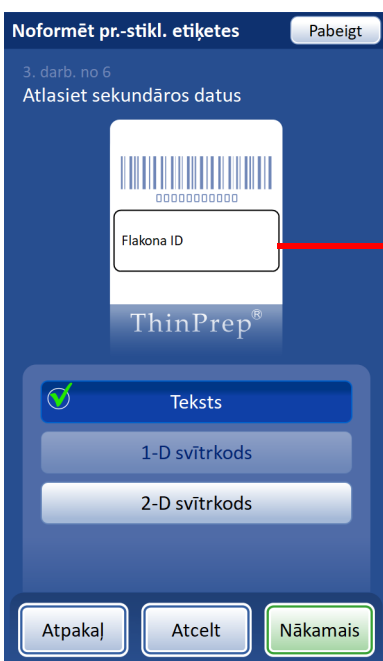 Noformēt pr.-stikl. etiķetes
Pabeigt
3. darb. no 6
Atlasiet sekundāros datus
00000000000
Flakona ID
ThinPrep®
Teksts
1-D svītrkods
2-D svītrkods
Atpakaļ
Atcelt
Nākamais